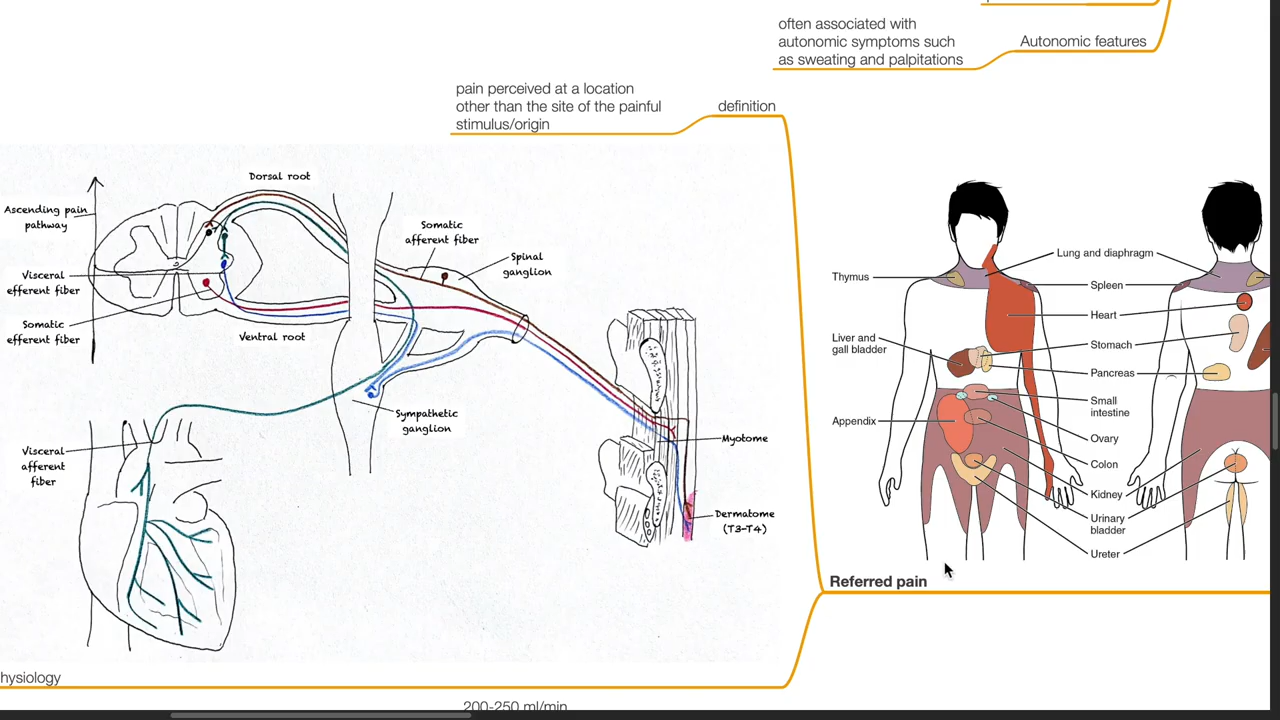 often associated with
autonomic symptoms such
as sweating and palpitations
Autonomic features
pain perceived at a location
other than the site of the painful
stimulus/origin
definition
Dorsal root
Ascending pain
pathway
Somatic
afferent fiber
Spinal
ganglion
Visceral
efferent fiber
Somatic
efferent fiber
Ventral root
Sympathetic
ganglion
Visceral
afferent
fiber
Myotome
Dermatome
(T3-T4)
Thymus
Liver and
gall bladder
Appendix
Lung and diaphragm
Spleen
Heart
Stomach
Pancreas
Small
intestine
Ovary
Colon
Kidney
Urinary
bladder
Ureter
Referred pain
hysiology
200-250 ml/min